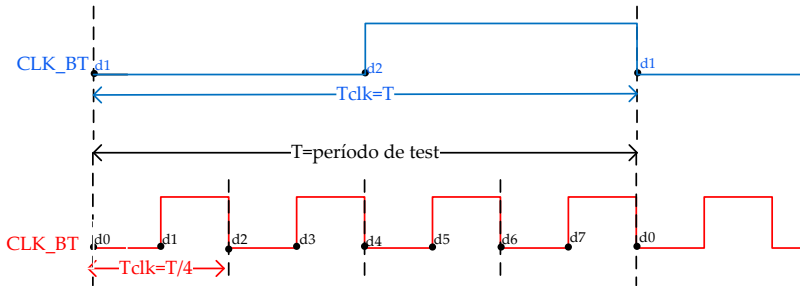 CLK_BT d1 d2 d1
Tclk=T
T=período de test
CLK_BT d0 d1 d2 d3 d4 d5 d6 d7 d0
Tclk=T/4